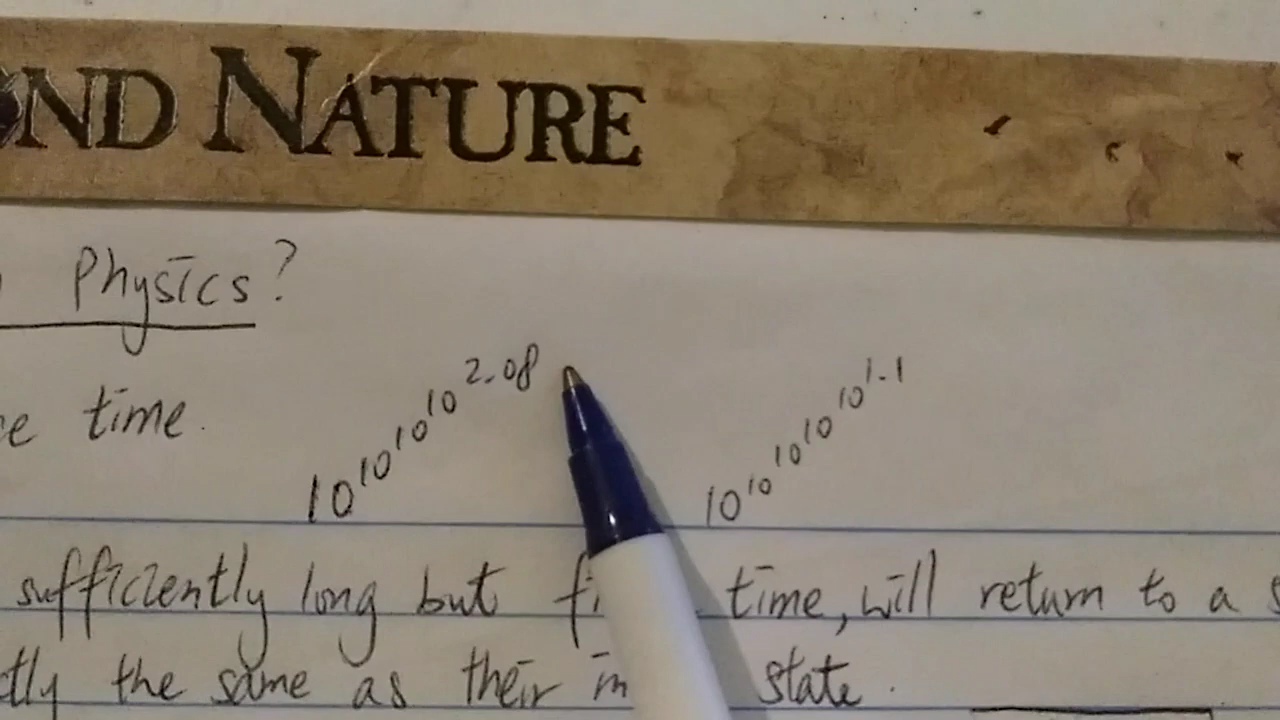 ND NATURE
Physics?
time.
10^10^10^10^2.08 10^10^10^10^10^1.1
sufficiently long but time, will return to a
the same as their state.